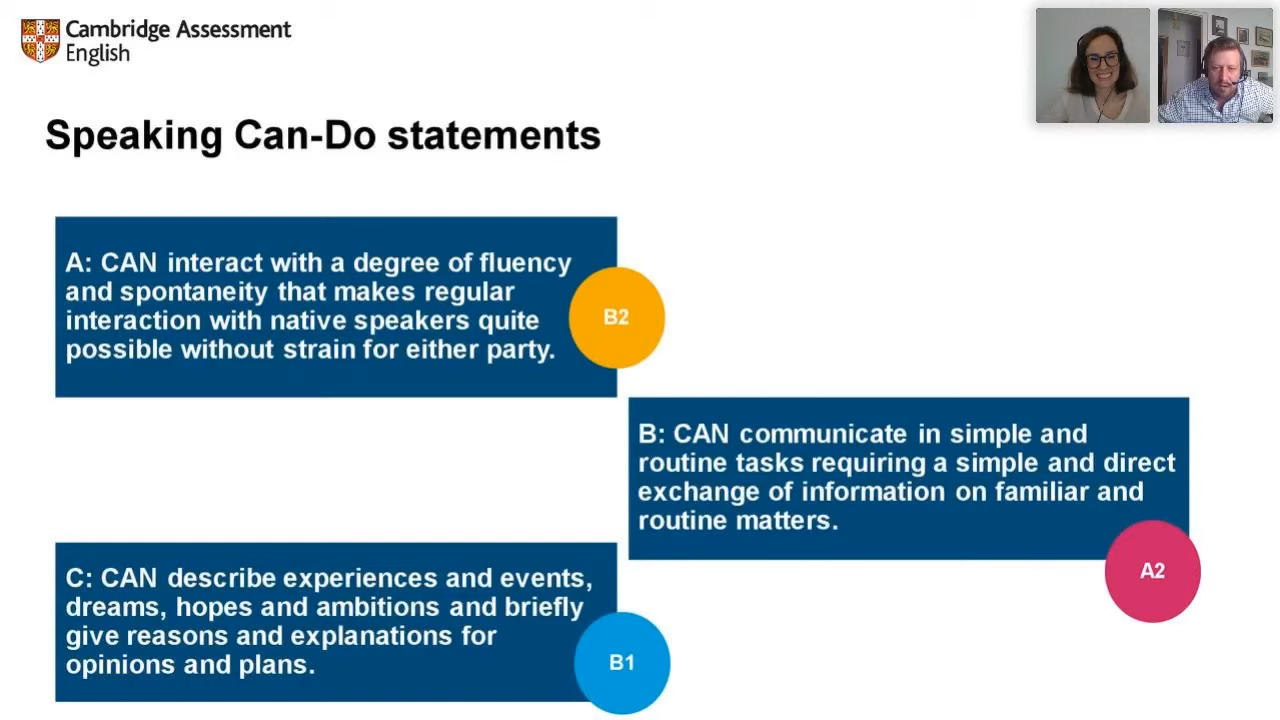 Cambridge Assessment
English
Speaking Can-Do statements
A: CAN interact with a degree of fluency
and spontaneity that makes regular
interaction with native speakers quite
possible without strain for either party.
B2
B: CAN communicate in simple and
routine tasks requiring a simple and direct
exchange of information on familiar and
routine matters.
A2
C: CAN describe experiences and events,
dreams, hopes and ambitions and briefly
give reasons and explanations for
opinions and plans.
B1